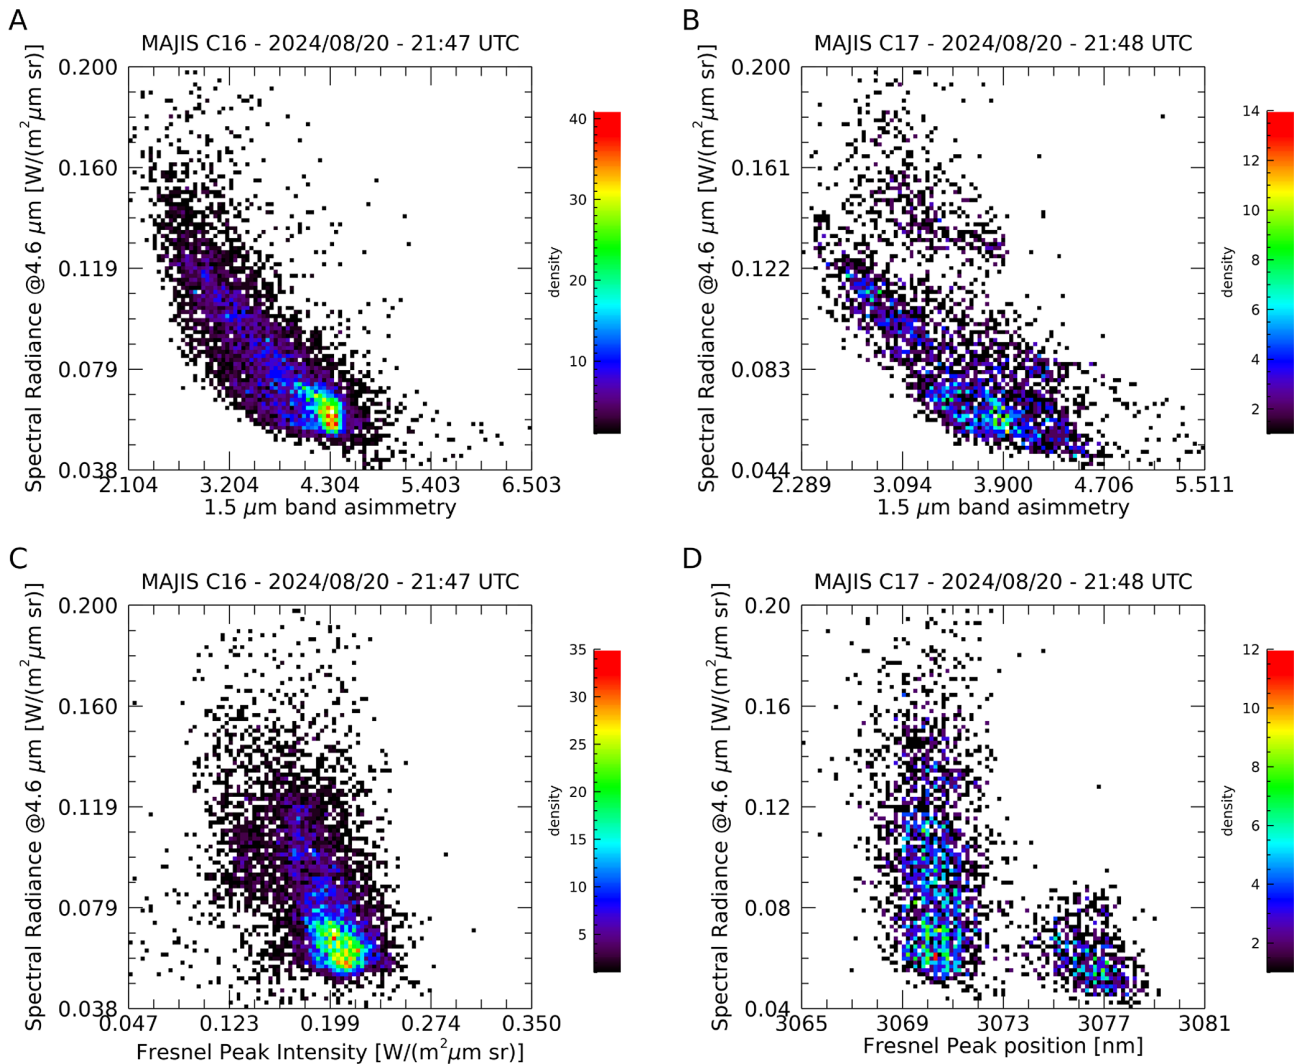 A
MAJIS C16 - 2024/08/20 - 21:47 UTC
Spectral Radiance @4.6 μm [W/(m²μm sr)]
0.200
0.160
0.119
0.079
0.038
2.104 3.204 4.304 5.403 6.503
1.5 μm band asimmetry
40
30
20
10
density
B
MAJIS C17 - 2024/08/20 - 21:48 UTC
Spectral Radiance @4.6 μm [W/(m²μm sr)]
0.200
0.161
0.122
0.083
0.044
2.289 3.094 3.900 4.706 5.511
1.5 μm band asimmetry
14
12
10
8
6
4
2
density
C
MAJIS C16 - 2024/08/20 - 21:47 UTC
Spectral Radiance @4.6 μm [W/(m²μm sr)]
0.200
0.160
0.119
0.079
0.038
0.047 0.123 0.199 0.274 0.350
Fresnel Peak Intensity [W/(m²μm sr)]
35
30
25
20
15
10
5
density
D
MAJIS C17 - 2024/08/20 - 21:48 UTC
Spectral Radiance @4.6 μm [W/(m²μm sr)]
0.20
0.16
0.12
0.08
0.04
3065 3069 3073 3077 3081
Fresnel Peak position [nm]
12
10
8
6
4
2
density